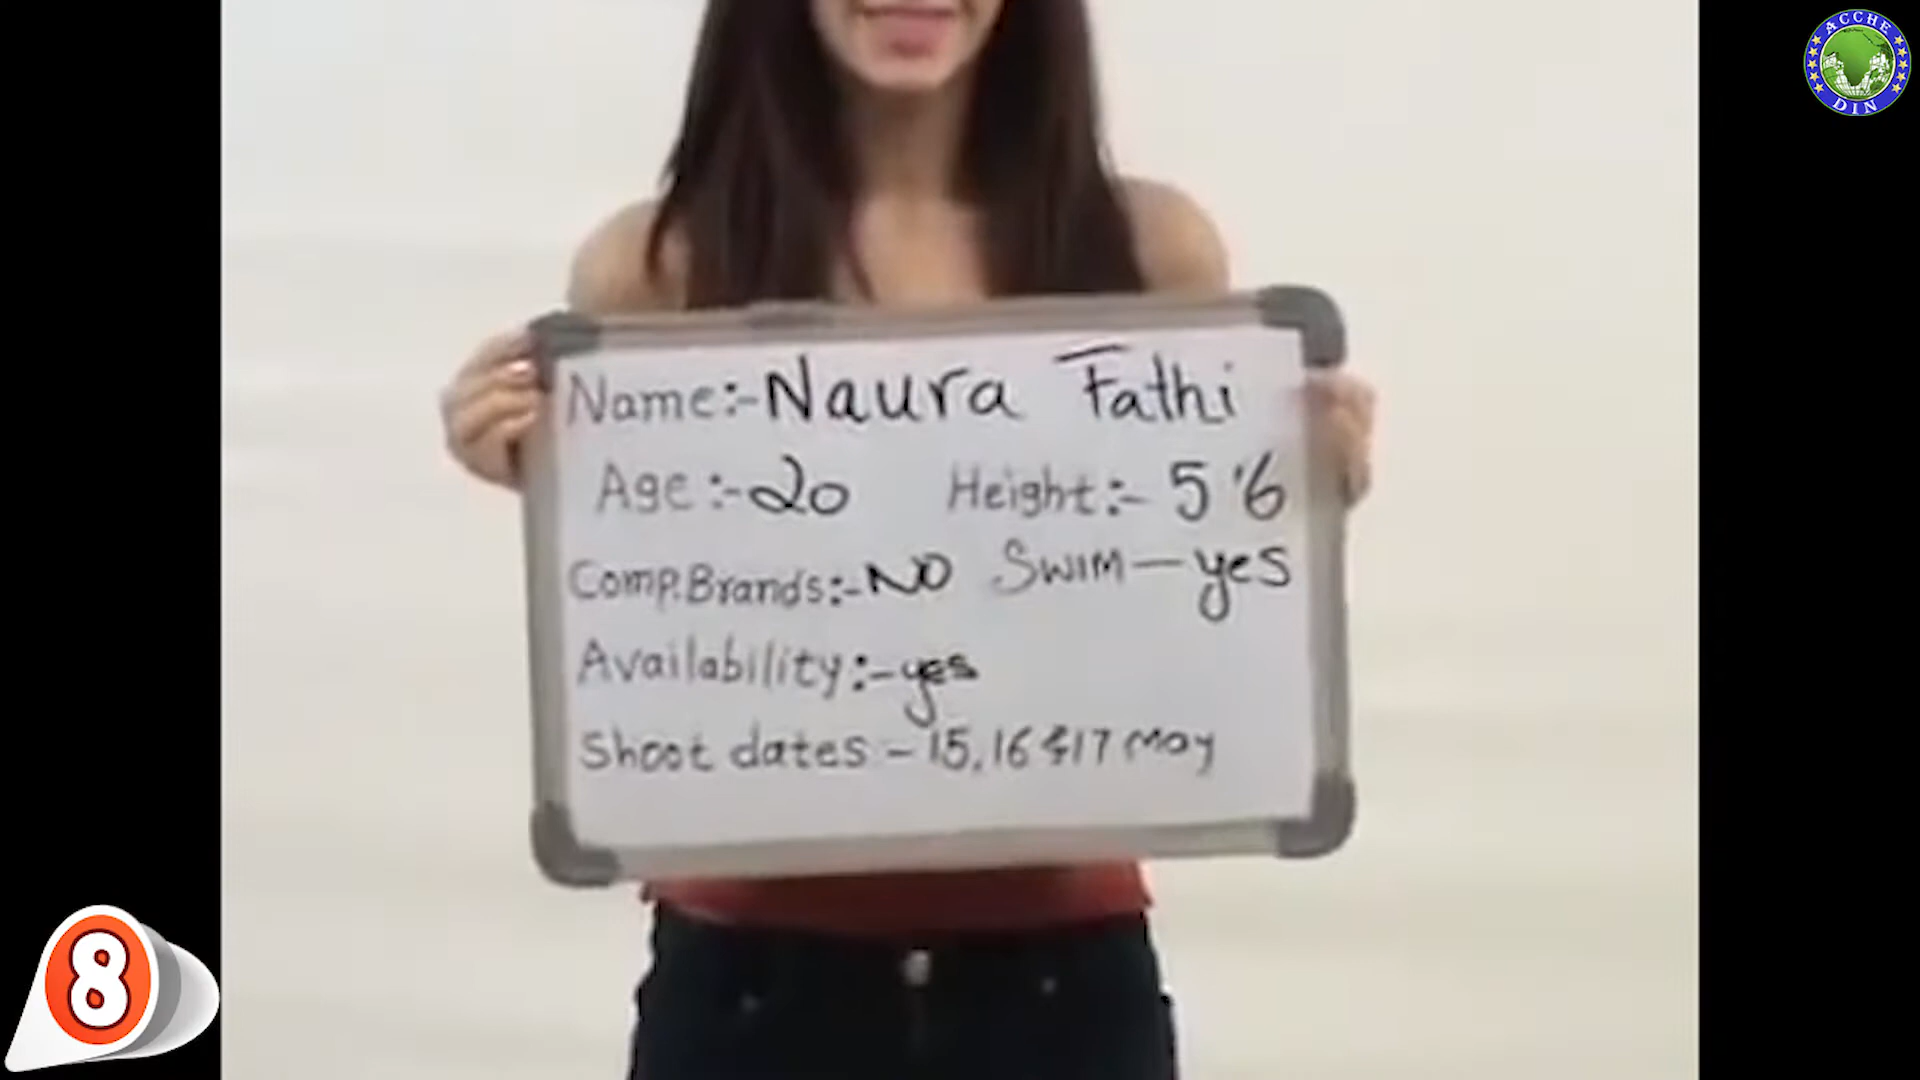 ACCHE
DIN
Name:-Naura Fathi
Age:-20 Height:-5'6
Comp.Brands:-NO Swim-yes
Availability:-yes
Shoot dates-15,16&17 May
8